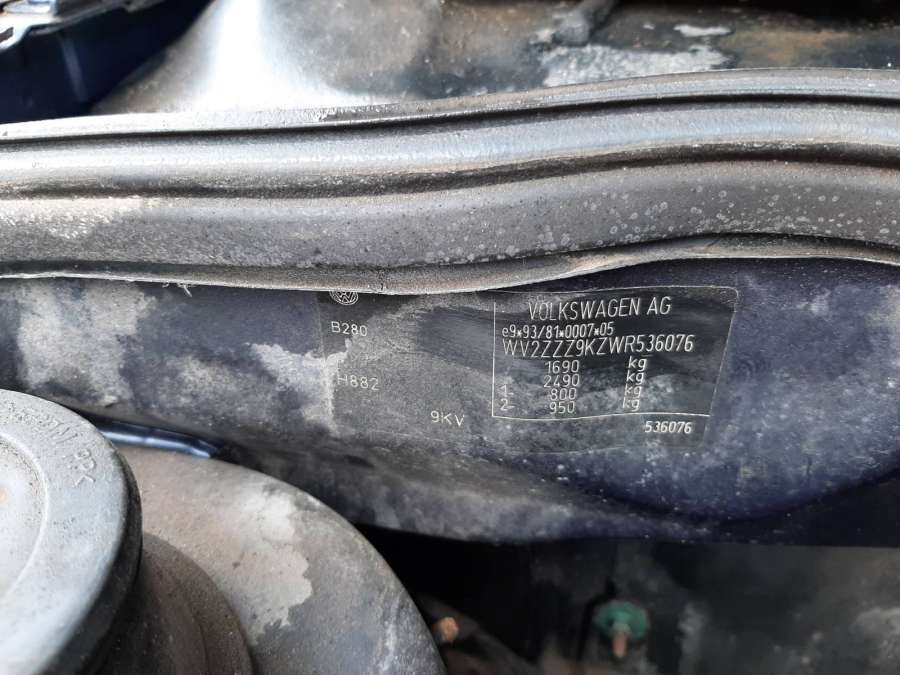 VOLKSWAGEN AG
e9*93/81*0007*05
WV2ZZZ9KZWR536076
1690 kg
2490 kg
1- 800 kg
2- 950 kg
536076
B280
H882
9KV
>PP<